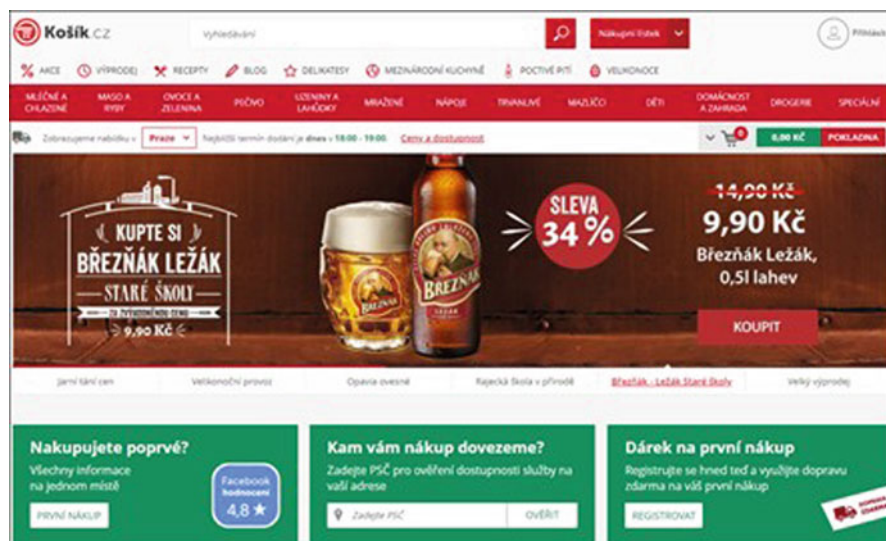 Košík.cz
Vyhledávání
Nákupní lístek
Přihlásit
AKCE VÝPRODEJ RECEPTY BLOG DELIKATESY MEZINÁRODNÍ KUCHYNĚ POCTIVÉ PITÍ VELIKONOCE
MLÉČNÉ A CHLAZENÉ
MASO A RYBY
OVOCE A ZELENINA
PEČIVO
UZENINY A LAHŮDKY
MRAŽENÉ
NÁPOJE
TRVANLIVÉ
MAZLÍČCI
DĚTI
DOMÁCNOST A ZAHRADA
DROGERIE
SPECIÁLNÍ
Zobrazujeme nabídku v Praze Nejbližší termín dodání je dnes v 18:00 - 19:00. Ceny a dostupnost
0
0,00 KČ
POKLADNA
KUPTE SI
BŘEZŇÁK LEŽÁK
STARÉ ŠKOLY
ZA ZVÝHODNĚNOU CENU
9,90 Kč
BŘEZŇÁK
BŘEZŇÁK
LEŽÁK
SLEVA
34 %
14,90 Kč
9,90 Kč
Březňák Ležák,
0,5l lahev
KOUPIT
Jarní tání cen
Velikonoční provoz
Opavia ovesné
Rajecká škola v přírodě
Březňák - Ležák Staré Školy
Velký výprodej
Nakupujete poprvé?
Všechny informace
na jednom místě
PRVNÍ NÁKUP
Facebook
hodnocení
4,8 ★
Kam vám nákup dovezeme?
Zadejte PSČ pro ověření dostupnosti služby na
vaší adrese
Zadejte PSČ
OVĚŘIT
Dárek na první nákup
Registrujte se hned teď a využijte dopravu
zdarma na váš první nákup
REGISTROVAT
DOPRAVA
ZDARMA